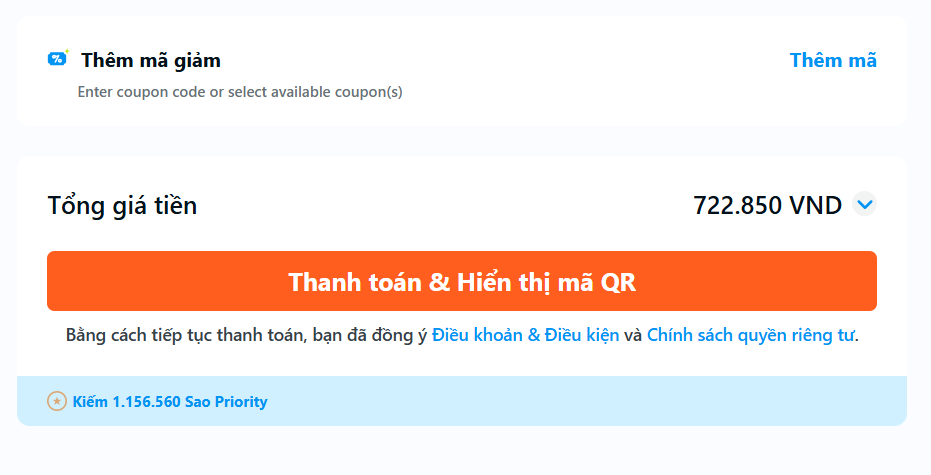 Thêm mã giảm
Thêm mã
Enter coupon code or select available coupon(s)
Tổng giá tiền
722.850 VND
Thanh toán & Hiển thị mã QR
Bằng cách tiếp tục thanh toán, bạn đã đồng ý Điều khoản & Điều kiện và Chính sách quyền riêng tư.
Kiếm 1.156.560 Sao Priority